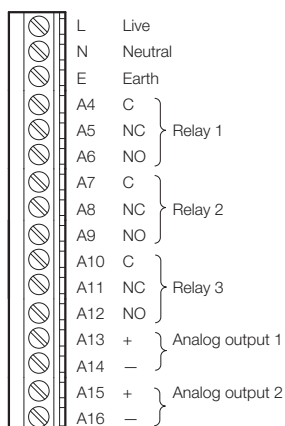 L Live
N Neutral
E Earth
A4 C
A5 NC Relay 1
A6 NO
A7 C
A8 NC Relay 2
A9 NO
A10 C
A11 NC Relay 3
A12 NO
A13 + Analog output 1
A14 —
A15 + Analog output 2
A16 —